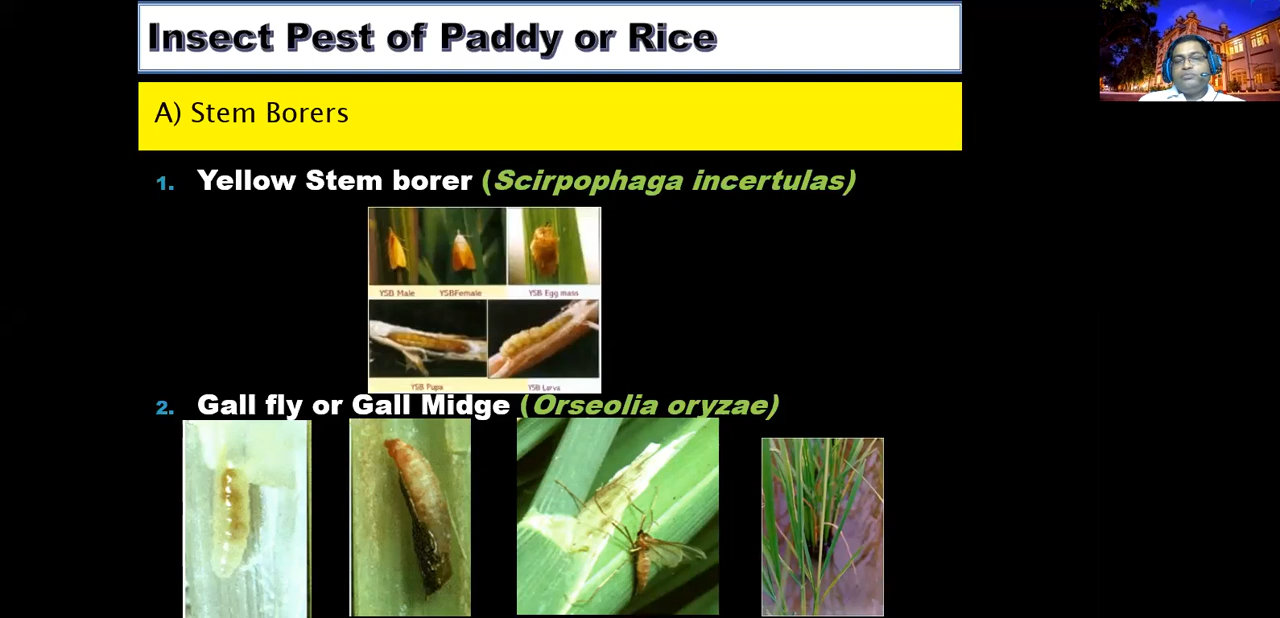 Insect Pest of Paddy or Rice
A) Stem Borers
1. Yellow Stem borer (Scirpophaga incertulas)
YSB Male YSBFemale YSB Egg mass
YSB Pupa YSB Larva
2. Gall fly or Gall Midge (Orseolia oryzae)